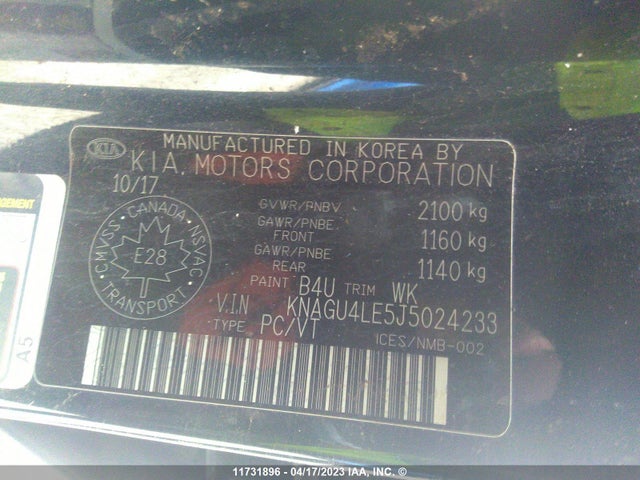 KIA
MANUFACTURED IN KOREA BY
KIA MOTORS CORPORATION
10/17
GVWR/PNBV 2100 kg
GAWR/PNBE
FRONT 1160 kg
GAWR/PNBE
REAR 1140 kg
PAINT B4U TRIM WK
V.I.N KNAGU4LE5J5024233
TYPE PC/VT
ICES/NMB-002
CMVSS CANADA NSVAC
E28
TRANSPORT
A5
11731896 - 04/17/2023 IAA, INC. ©